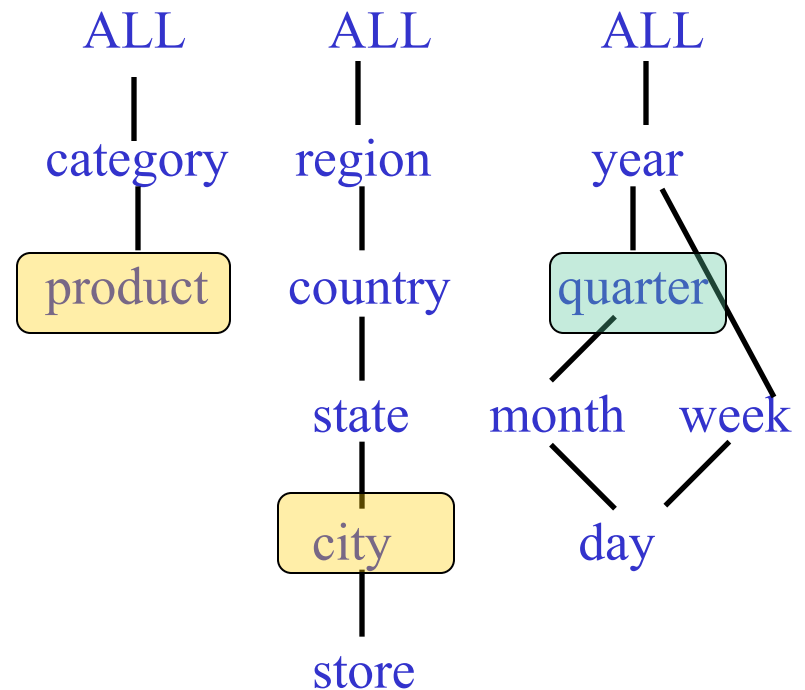 ALL ALL ALL
category region year
product country quarter
state month week
city day
store